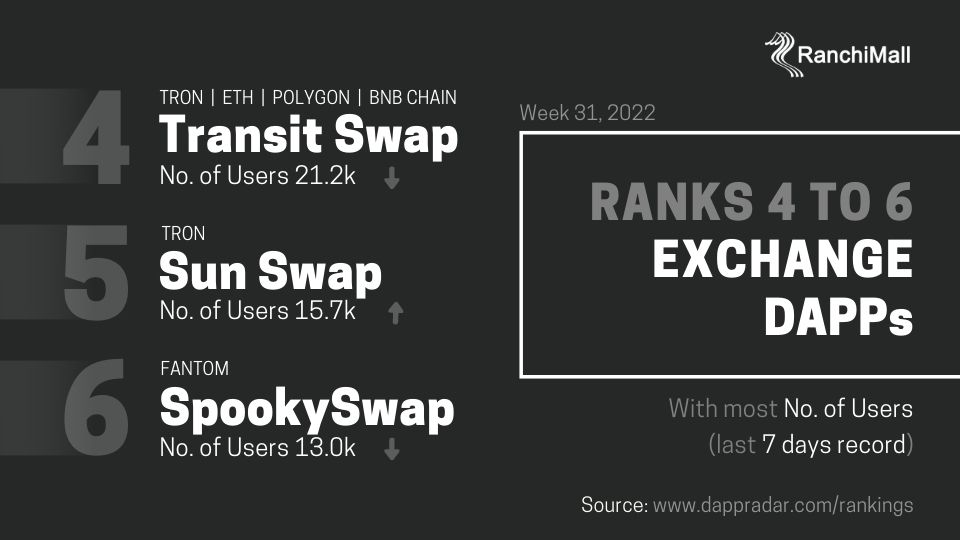 RanchiMall
4
TRON | ETH | POLYGON | BNB CHAIN
Transit Swap
No. of Users 21.2k
5
TRON
Sun Swap
No. of Users 15.7k
6
FANTOM
SpookySwap
No. of Users 13.0k
Week 31, 2022
RANKS 4 TO 6
EXCHANGE
DAPPs
With most No. of Users
(last 7 days record)
Source: www.dappradar.com/rankings